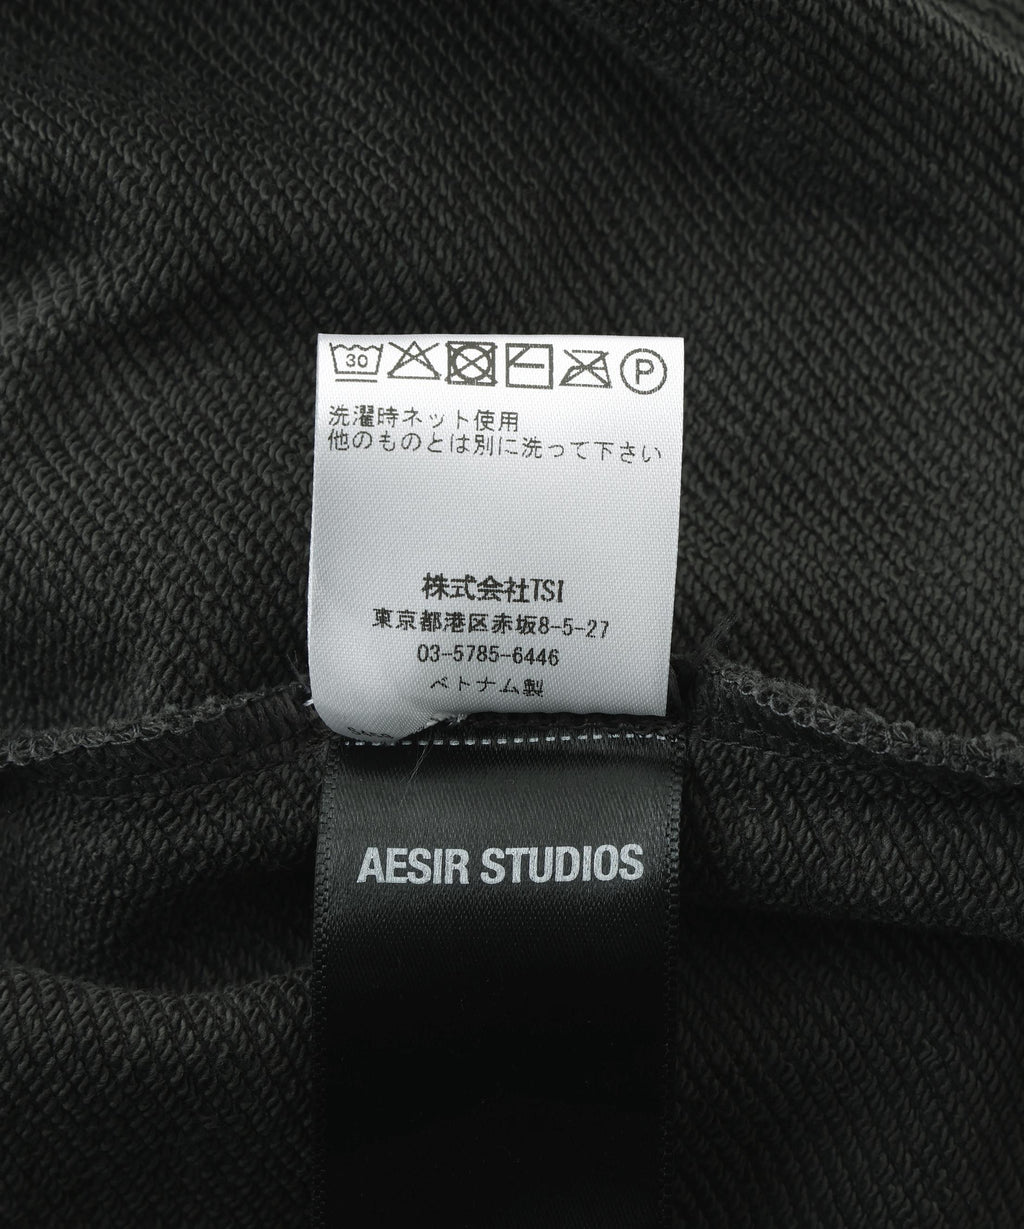 30 P
洗濯時ネット使用
他のものとは別に洗って下さい
株式会社TSI
東京都港区赤坂8-5-27
03-5785-6446
ベトナム製
AESIR STUDIOS